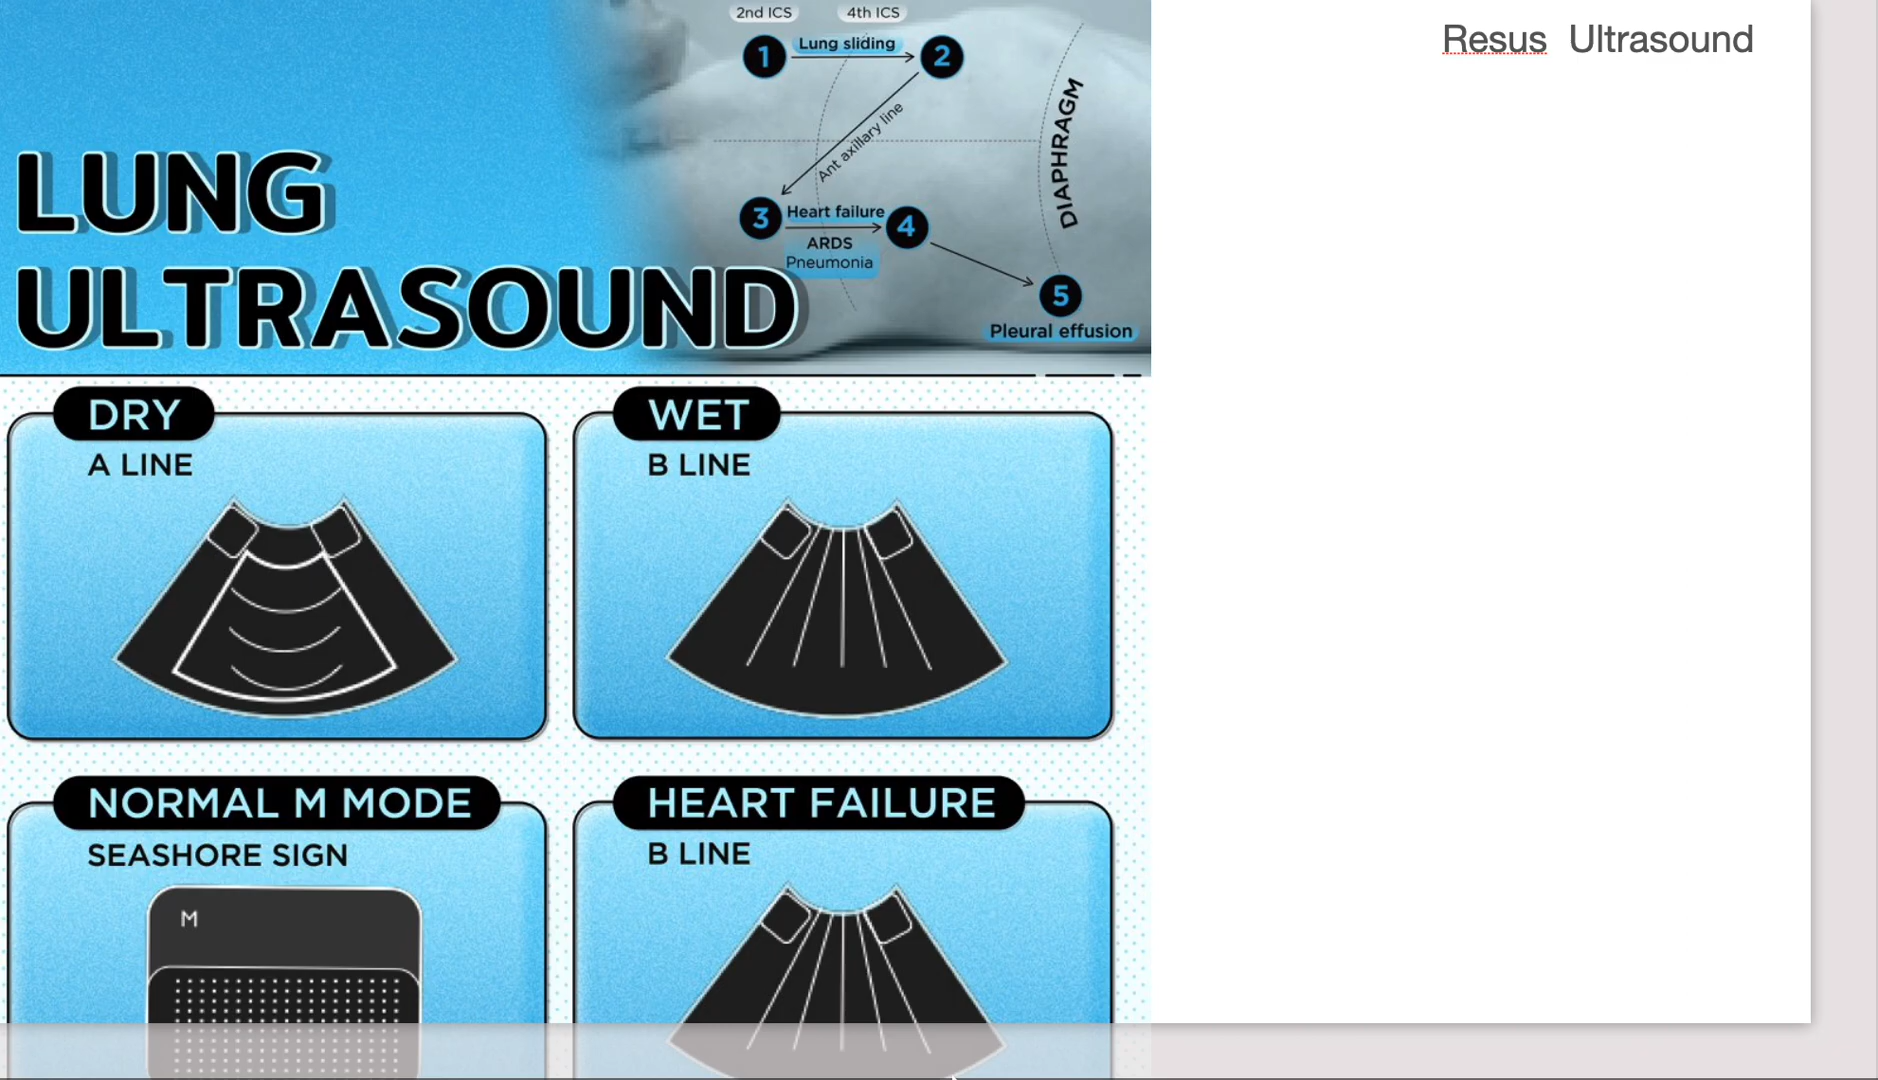 2nd ICS 4th ICS
1 Lung sliding 2
Ant axillary line
DIAPHRAGM
3 Heart failure 4
ARDS
Pneumonia
5
Pleural effusion
LUNG
ULTRASOUND
Resus Ultrasound
DRY
A LINE
WET
B LINE
NORMAL M MODE
SEASHORE SIGN
M
HEART FAILURE
B LINE